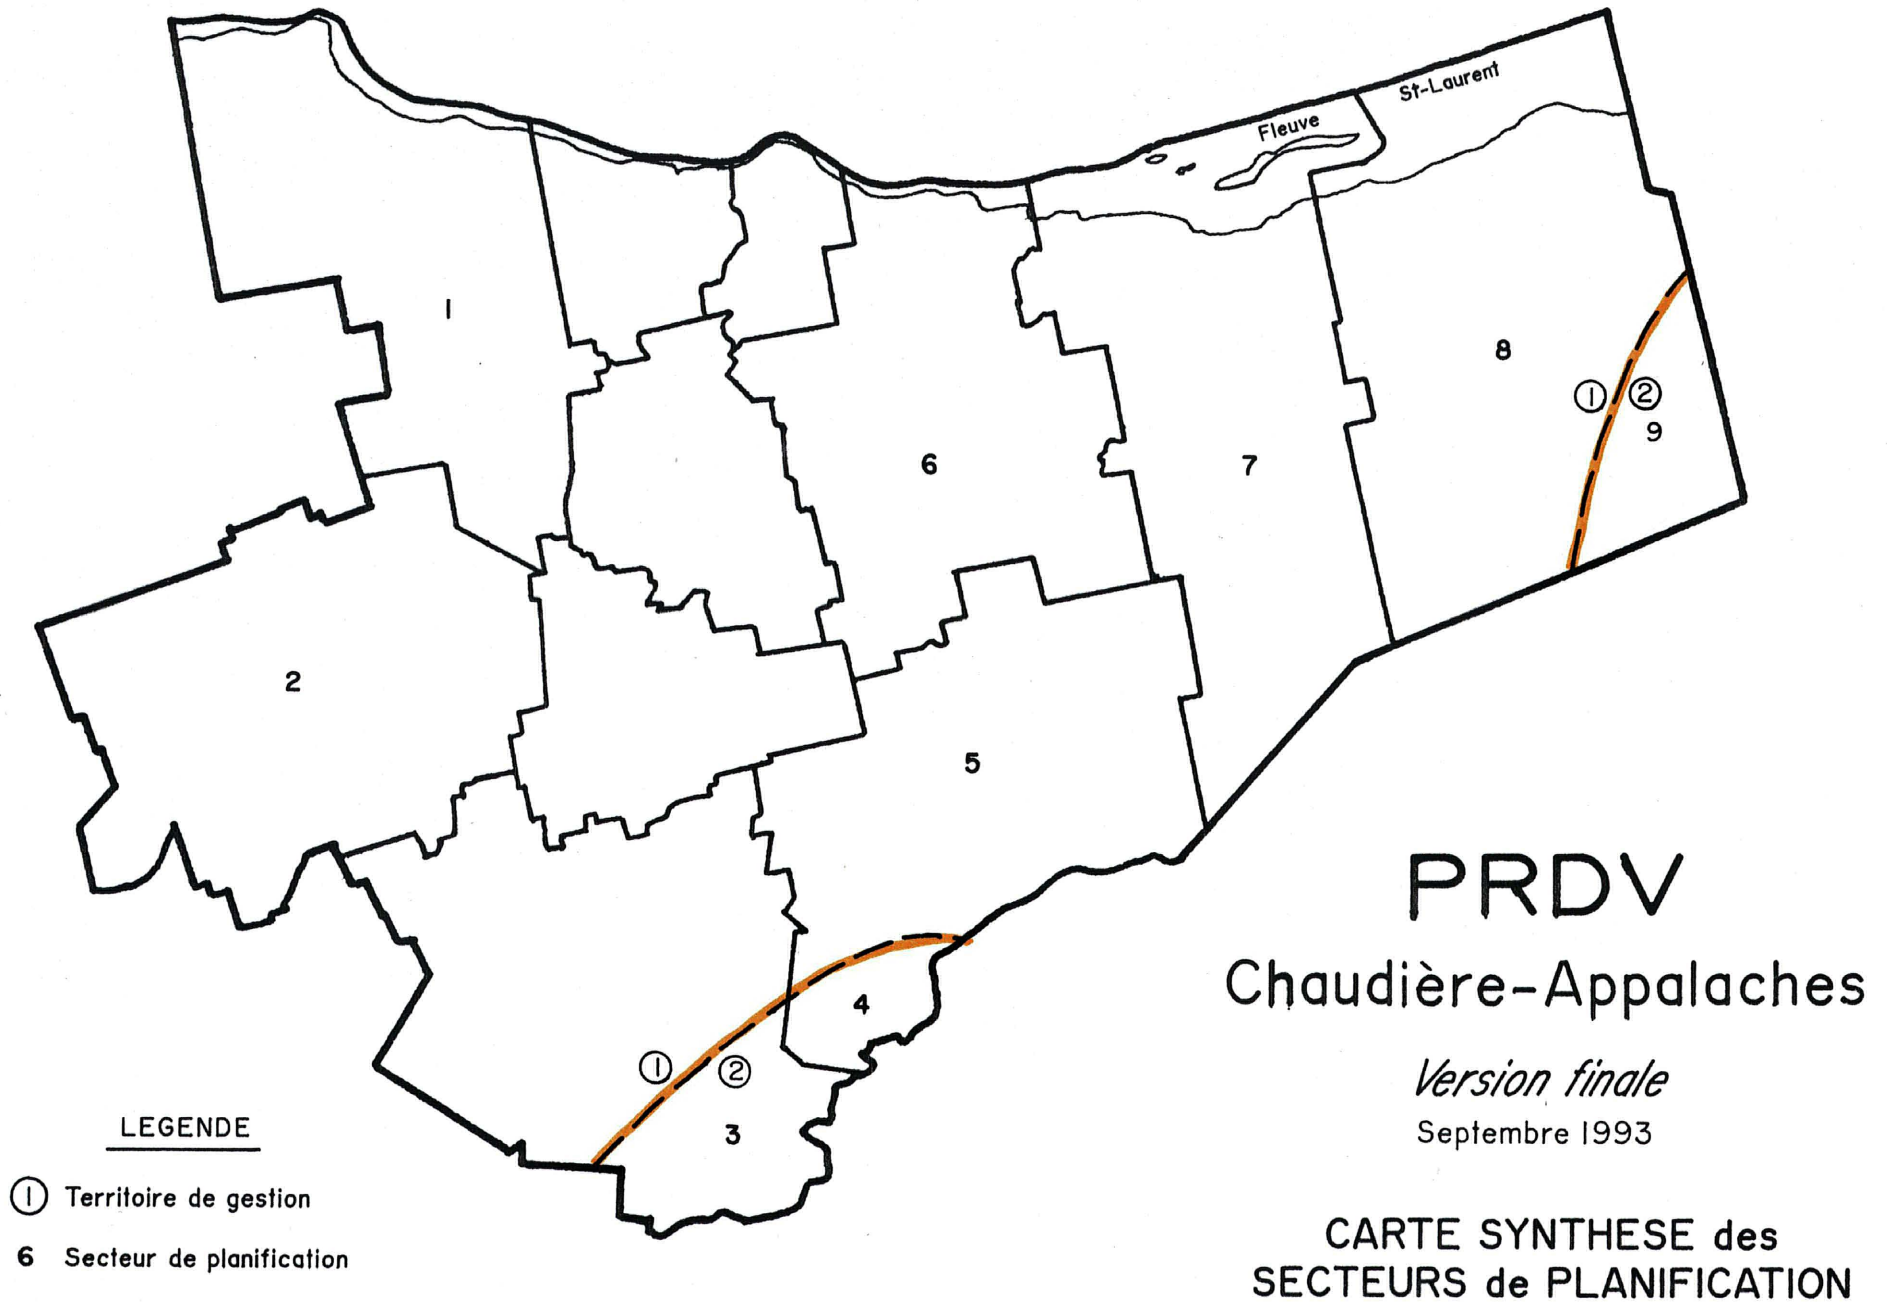 St-Laurent
Fleuve
1
8
① ②
9
6
7
2
5
4
① ②
3
PRDV
Chaudière-Appalaches
Version finale
Septembre 1993
LEGENDE
① Territoire de gestion
6 Secteur de planification
CARTE SYNTHESE des
SECTEURS de PLANIFICATION